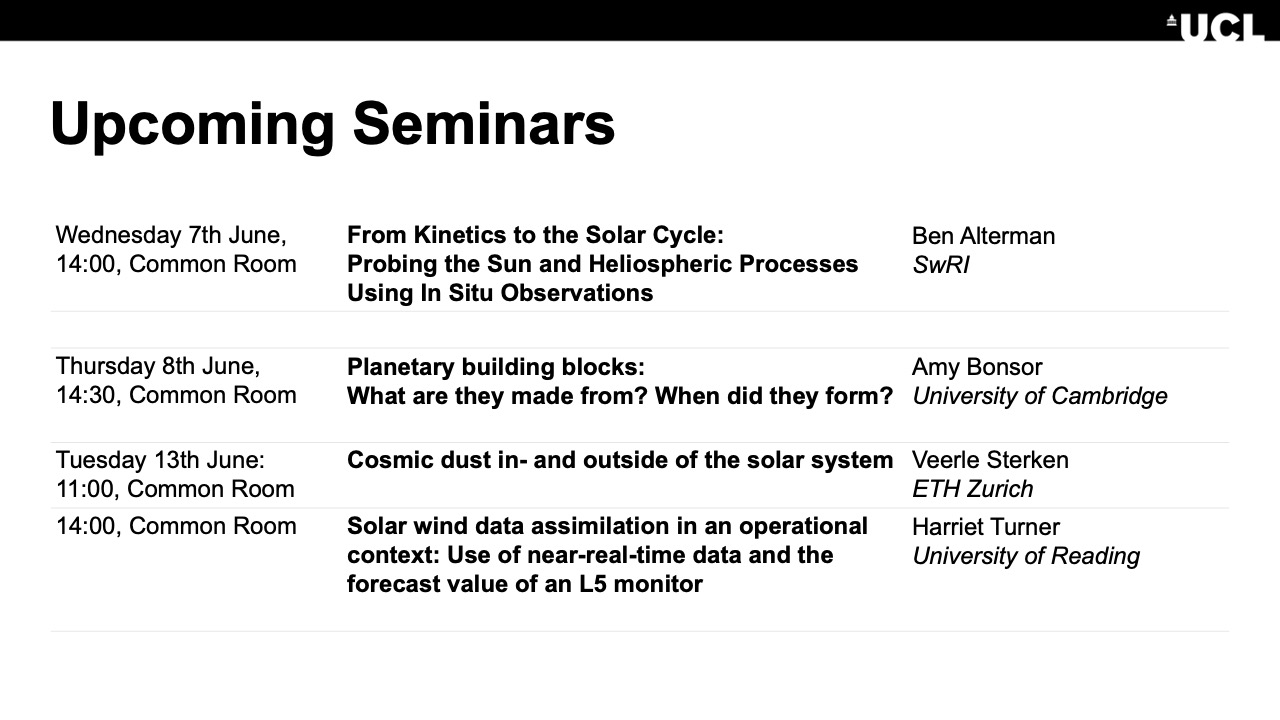 UCL
Upcoming Seminars
Wednesday 7th June,
14:00, Common Room
From Kinetics to the Solar Cycle:
Probing the Sun and Heliospheric Processes
Using In Situ Observations
Ben Alterman
SwRI
Thursday 8th June,
14:30, Common Room
Planetary building blocks:
What are they made from? When did they form?
Amy Bonsor
University of Cambridge
Tuesday 13th June:
11:00, Common Room
Cosmic dust in- and outside of the solar system
Veerle Sterken
ETH Zurich
14:00, Common Room
Solar wind data assimilation in an operational
context: Use of near-real-time data and the
forecast value of an L5 monitor
Harriet Turner
University of Reading